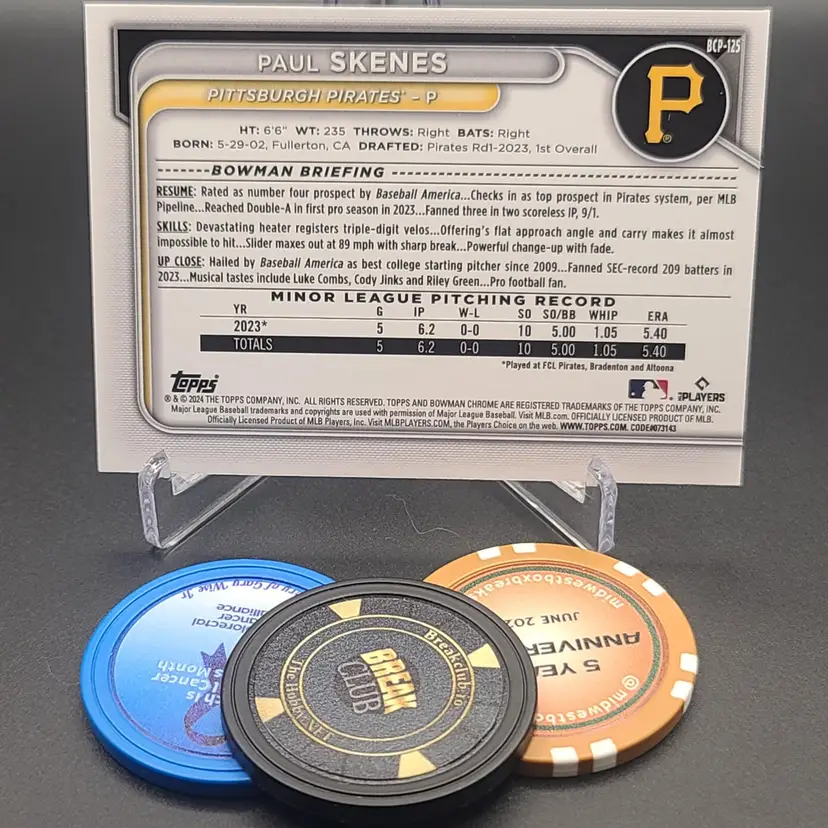 BCP-125
PAUL SKENES
PITTSBURGH PIRATES® - P
P
HT: 6'6" WT: 235 THROWS: Right BATS: Right
BORN: 5-29-02, Fullerton, CA DRAFTED: Pirates Rd1-2023, 1st Overall
BOWMAN BRIEFING
RESUME: Rated as number four prospect by Baseball America...Checks in as top prospect in Pirates system, per MLB
Pipeline...Reached Double-A in first pro season in 2023...Fanned three in two scoreless IP, 9/1.
SKILLS: Devastating heater registers triple-digit velos...Offering's flat approach angle and carry makes it almost
impossible to hit...Slider maxes out at 89 mph with sharp break...Powerful change-up with fade.
UP CLOSE: Hailed by Baseball America as best college starting pitcher since 2009...Fanned SEC-record 209 batters in
2023...Musical tastes include Luke Combs, Cody Jinks and Riley Green...Pro football fan.
MINOR LEAGUE PITCHING RECORD
YR G IP W-L SO SO/BB WHIP ERA
2023* 5 6.2 0-0 10 5.00 1.05 5.40
TOTALS 5 6.2 0-0 10 5.00 1.05 5.40
*Played at FCL Pirates, Bradenton and Altoona
Topps
PLAYERS
® & © 2024 THE TOPPS COMPANY, INC. ALL RIGHTS RESERVED. TOPPS AND BOWMAN CHROME ARE REGISTERED TRADEMARKS OF THE TOPPS COMPANY, INC.
Major League Baseball trademarks and copyrights are used with permission of Major League Baseball. Visit MLB.com. OFFICIALLY LICENSED PRODUCT OF MLB.
Officially Licensed Product of MLB Players, Inc. Visit MLBPLAYERS.COM, the Players Choice on the web. WWW.TOPPS.COM. CODE#073143
of Gary Wise Jr
Cancer
Month
Breakclub.io
BREAK
CLUB
The Hobby.NET
midwestboxbreak
JUNE 202
ANNIVER
5 YE
@midwestbo